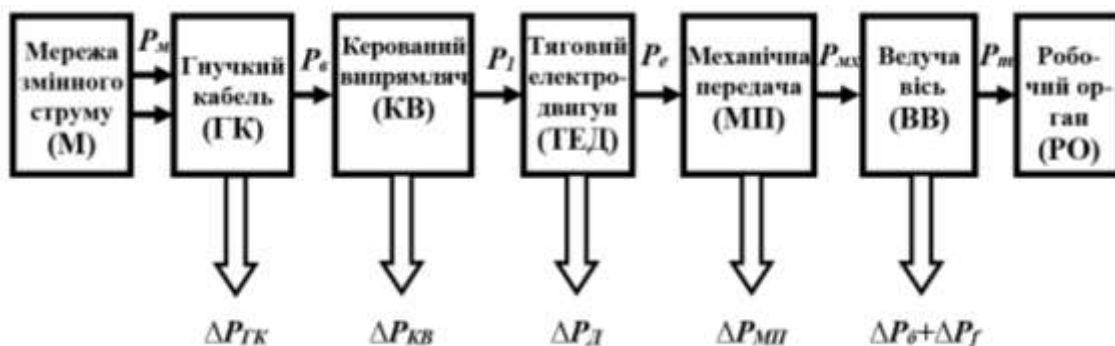 Мережа
змінного
струму
(М)
Pм
Гнучкий
кабель
(ГК)
Pв
Керований
випрямляч
(КВ)
P1
Тяговий
електро-
двигун
(ТЕД)
Pе
Механічна
передача
(МП)
Pмх
Ведуча
вісь
(ВВ)
Pт
Робо-
чий ор-
ган
(РО)
ΔPГК
ΔPКВ
ΔPД
ΔPМП
ΔPб+ΔPf